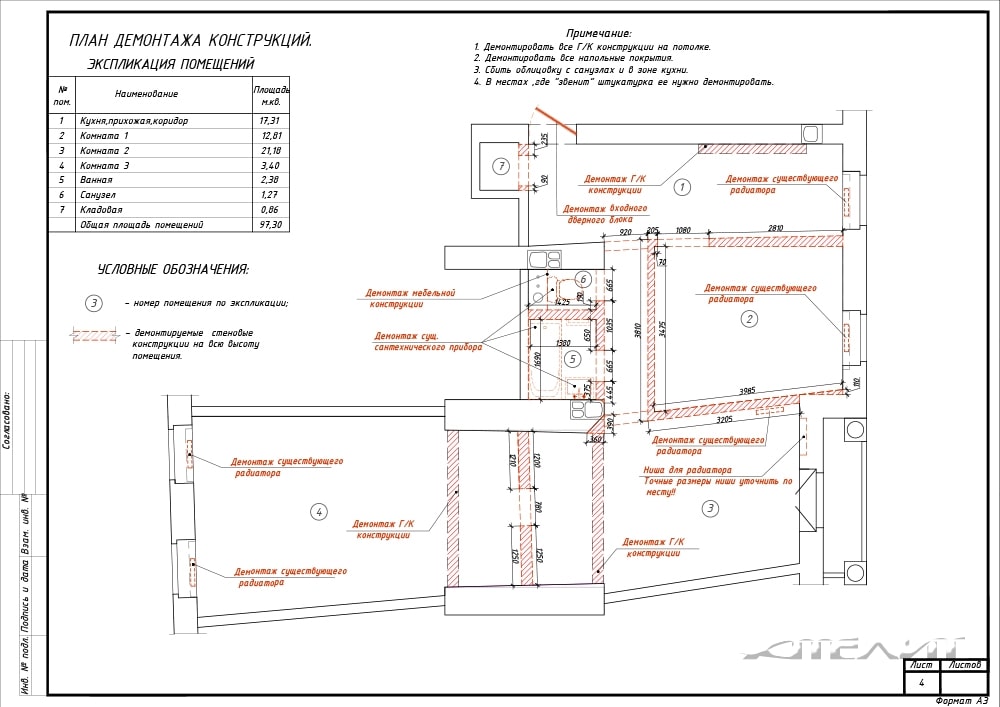 ПЛАН ДЕМОНТАЖА КОНСТРУКЦИЙ.
ЭКСПЛИКАЦИЯ ПОМЕЩЕНИЙ
№ пом. Наименование Площадь м.кв.
1 Кухня,прихожая,коридор 17,31
2 Комната 1 12,81
3 Комната 2 21,18
4 Комната 3 3,40
5 Ванная 2,38
6 Санузел 1,27
7 Кладовая 0,86
Общая площадь помещений 97,30
УСЛОВНЫЕ ОБОЗНАЧЕНИЯ:
3 – номер помещения по экспликации;
– демонтируемые стеновые
конструкции на всю высоту
помещения.
Примечание:
1. Демонтировать все Г/К конструкции на потолке.
2. Демонтировать все напольные покрытия.
3. Сбить облицовку с санузлах и в зоне кухни.
4. В местах ,где "звенит" штукатурка ее нужно демонтировать.
235
7
90
Демонтаж Г/К
конструкции
1
Демонтаж существующего
радиатора
Демонтаж входного
дверного блока
920
205
1080
2810
70
Демонтаж мебельной
конструкции
6
1425
150
665
Демонтаж существующего
радиатора
2
Демонтаж сущ.
сантехнического прибора
1380
650
1035
3810
3475
1690
5
665
375
445
3985
110
390
360
3205
Демонтаж существующего
радиатора
Демонтаж существующего
радиатора
Ниша для радиатора
Точные размеры ниши уточнить по
месту!!
1210
1200
4
780
3
Демонтаж Г/К
конструкции
Демонтаж Г/К
конструкции
1250
1250
Демонтаж существующего
радиатора
Согласовано:
Взам. инв. №
Подпись и дата
Инв. № подл.
СТЕЛИТ
Лист Листов
4
Формат А3